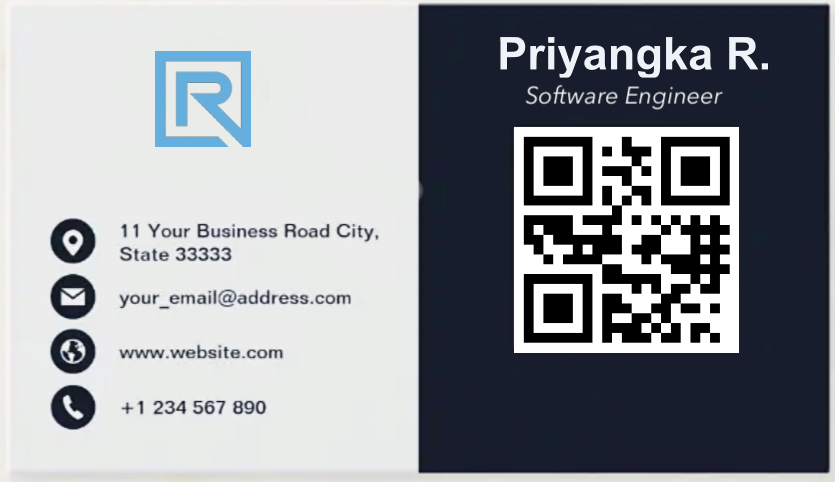 R
11 Your Business Road City,
State 33333
your_email@address.com
www.website.com
+1 234 567 890
Priyangka R.
Software Engineer